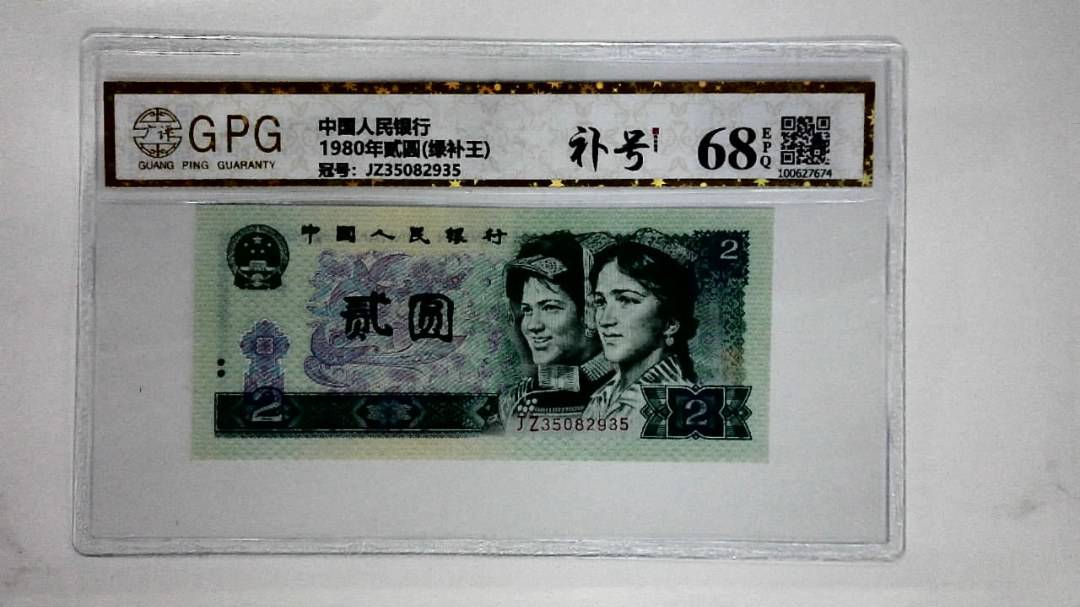 广评
GPG
GUANG PING GUARANTY
中国人民银行
1980年贰圆(绿补王)
冠号：JZ35082935
补号
68
EPQ
100627674
中国人民银行
2
贰圆
2
JZ35082935
2